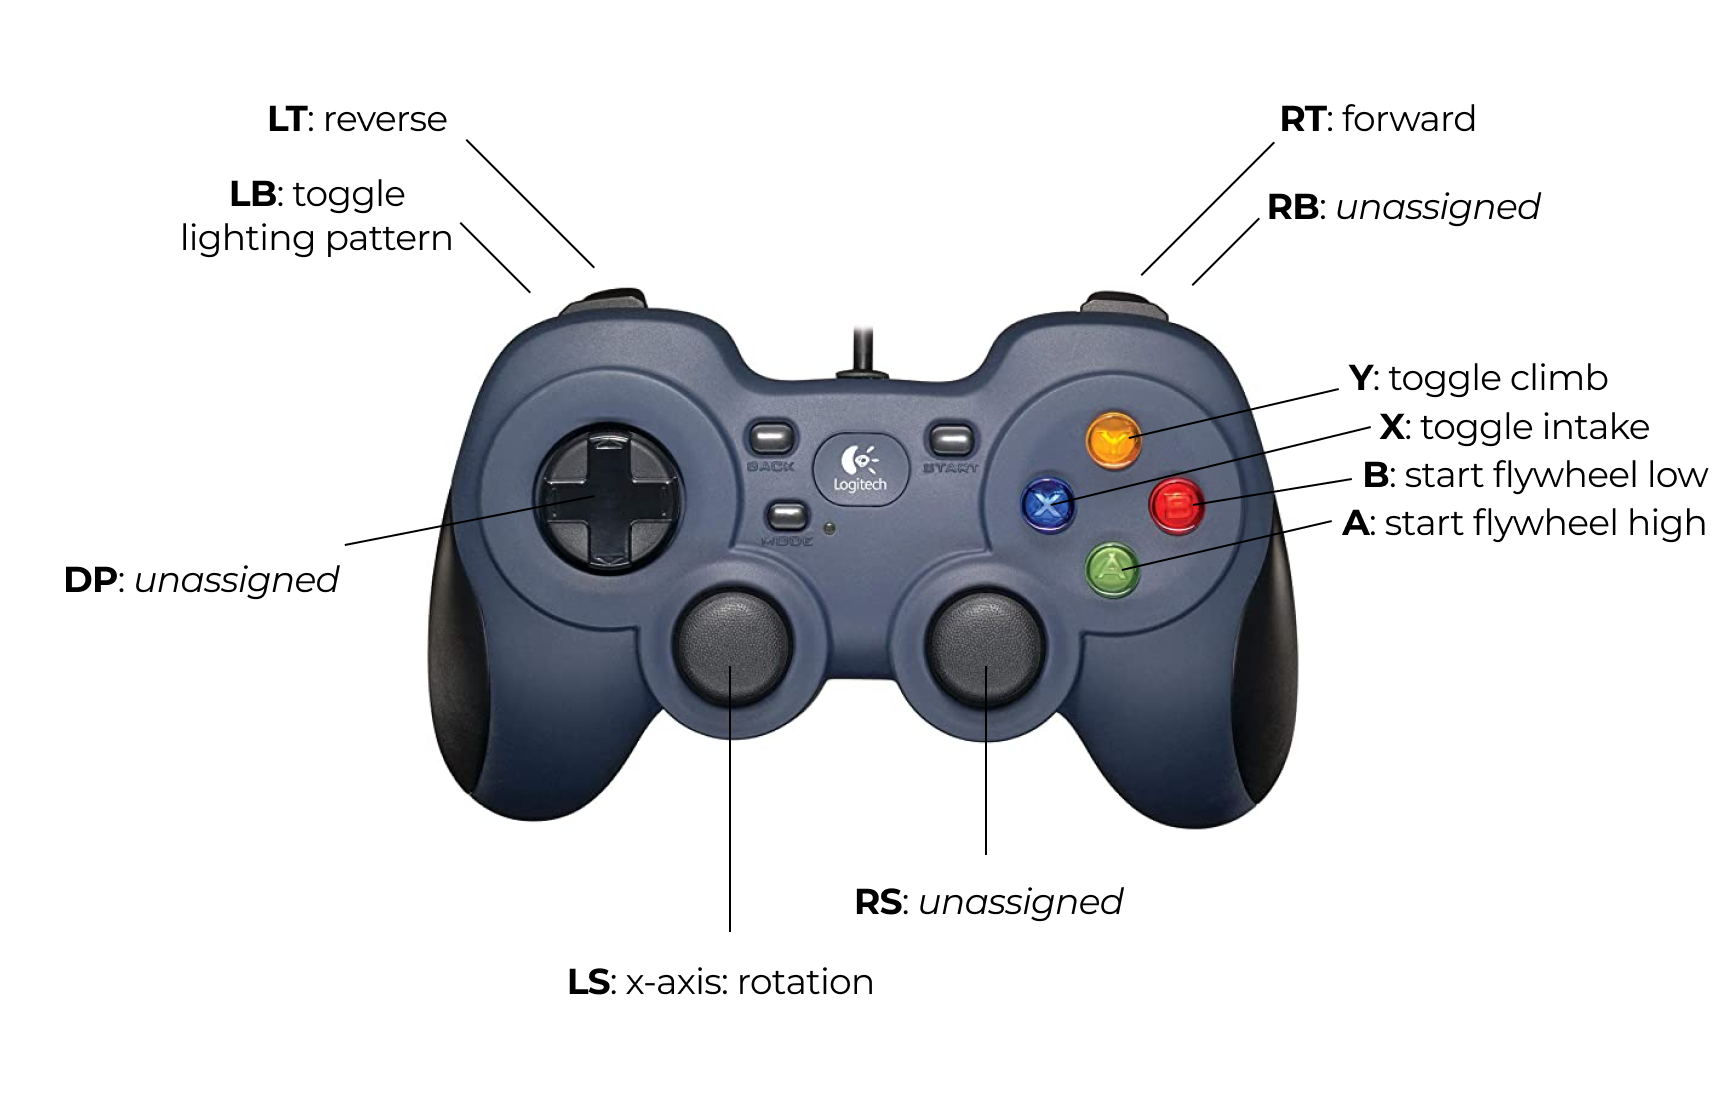 LT: reverse
RT: forward
LB: toggle
lighting pattern
RB: unassigned
Y: toggle climb
X: toggle intake
B: start flywheel low
A: start flywheel high
BACK
START
Logitech
MODE
Y
X
B
A
DP: unassigned
RS: unassigned
LS: x-axis: rotation